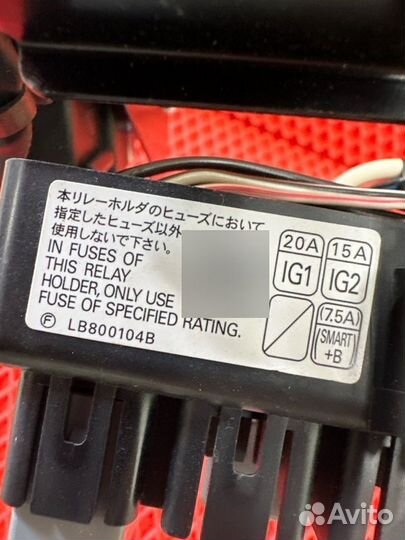 本リレーホルダのヒューズにおいて
指定したヒューズ以外
使用しないで下さい。
IN FUSES OF
THIS RELAY
HOLDER, ONLY USE
FUSE OF SPECIFIED RATING.
Ⓕ LB800104B
20A 15A
IG1 IG2
(7.5A)
SMART
+B
Avito